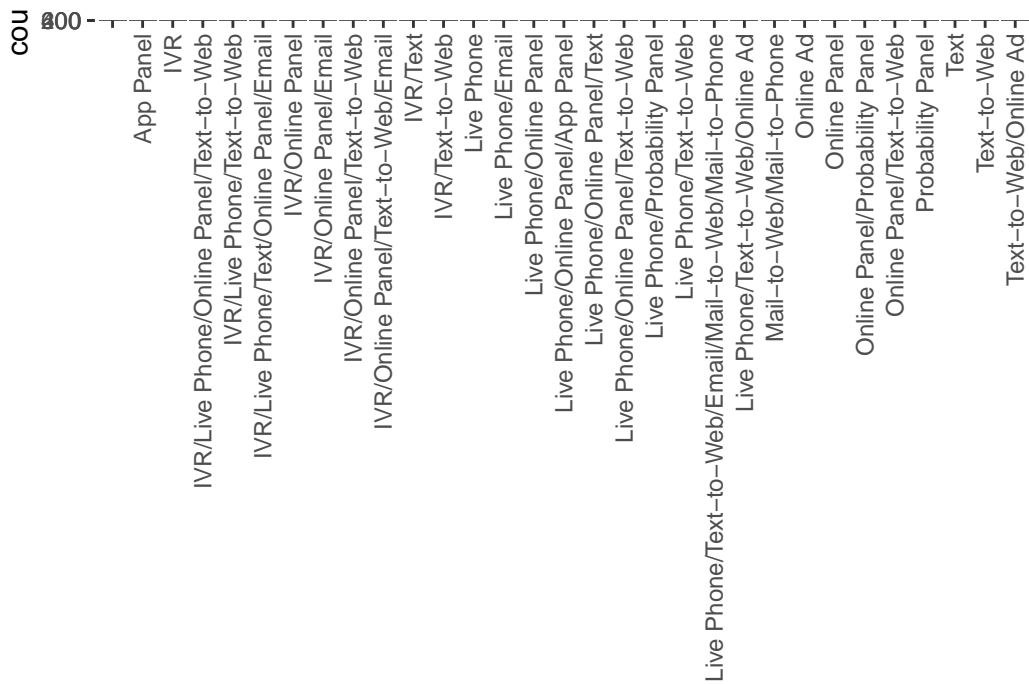 cou
App Panel
IVR
IVR/Live Phone/Online Panel/Text−to−Web
IVR/Live Phone/Text−to−Web
IVR/Live Phone/Text/Online Panel/Email
IVR/Online Panel
IVR/Online Panel/Email
IVR/Online Panel/Text−to−Web
IVR/Online Panel/Text−to−Web/Email
IVR/Text
IVR/Text−to−Web
Live Phone
Live Phone/Email
Live Phone/Online Panel
Live Phone/Online Panel/App Panel
Live Phone/Online Panel/Text
Live Phone/Online Panel/Text−to−Web
Live Phone/Probability Panel
Live Phone/Text−to−Web
Live Phone/Text−to−Web/Email/Mail−to−Web/Mail−to−Phone
Live Phone/Text−to−Web/Online Ad
Mail−to−Web/Mail−to−Phone
Online Ad
Online Panel
Online Panel/Probability Panel
Online Panel/Text−to−Web
Probability Panel
Text
Text−to−Web
Text−to−Web/Online Ad